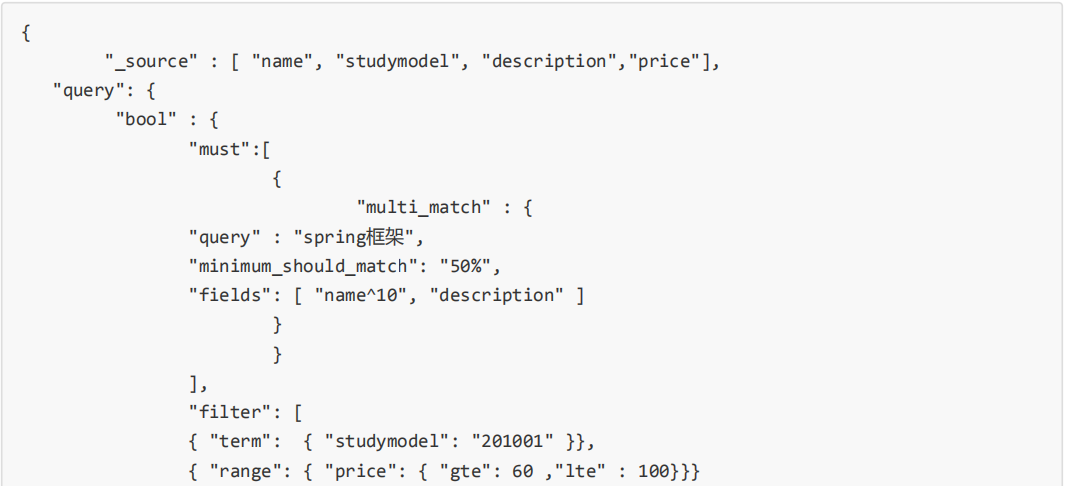 {
"_source" : [ "name", "studymodel", "description","price"],
"query": {
"bool" : {
"must":[
{
"multi_match" : {
"query" : "spring框架",
"minimum_should_match": "50%",
"fields": [ "name^10", "description" ]
}
}
],
"filter": [
{ "term":  { "studymodel": "201001" }},
{ "range": { "price": { "gte": 60 ,"lte" : 100}}}